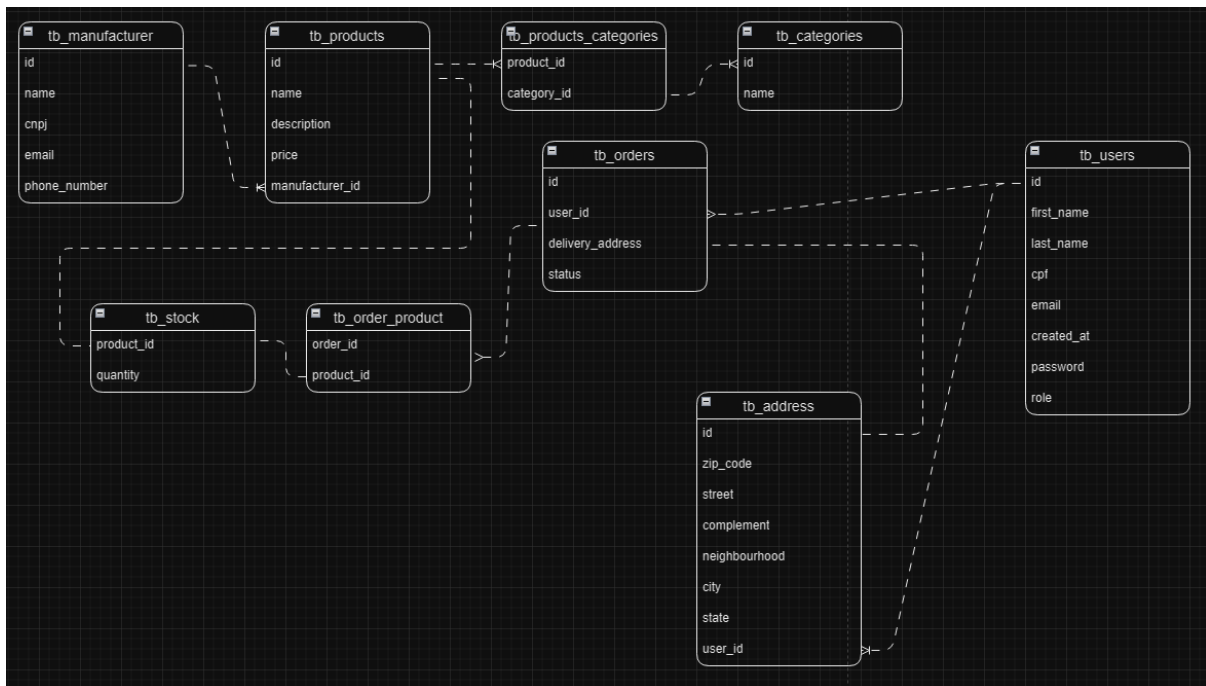 tb_manufacturer
id
name
cnpj
email
phone_number
tb_products
id
name
description
price
manufacturer_id
tb_products_categories
product_id
category_id
tb_categories
id
name
tb_orders
id
user_id
delivery_address
status
tb_users
id
first_name
last_name
cpf
email
created_at
password
role
tb_stock
product_id
quantity
tb_order_product
order_id
product_id
tb_address
id
zip_code
street
complement
neighbourhood
city
state
user_id